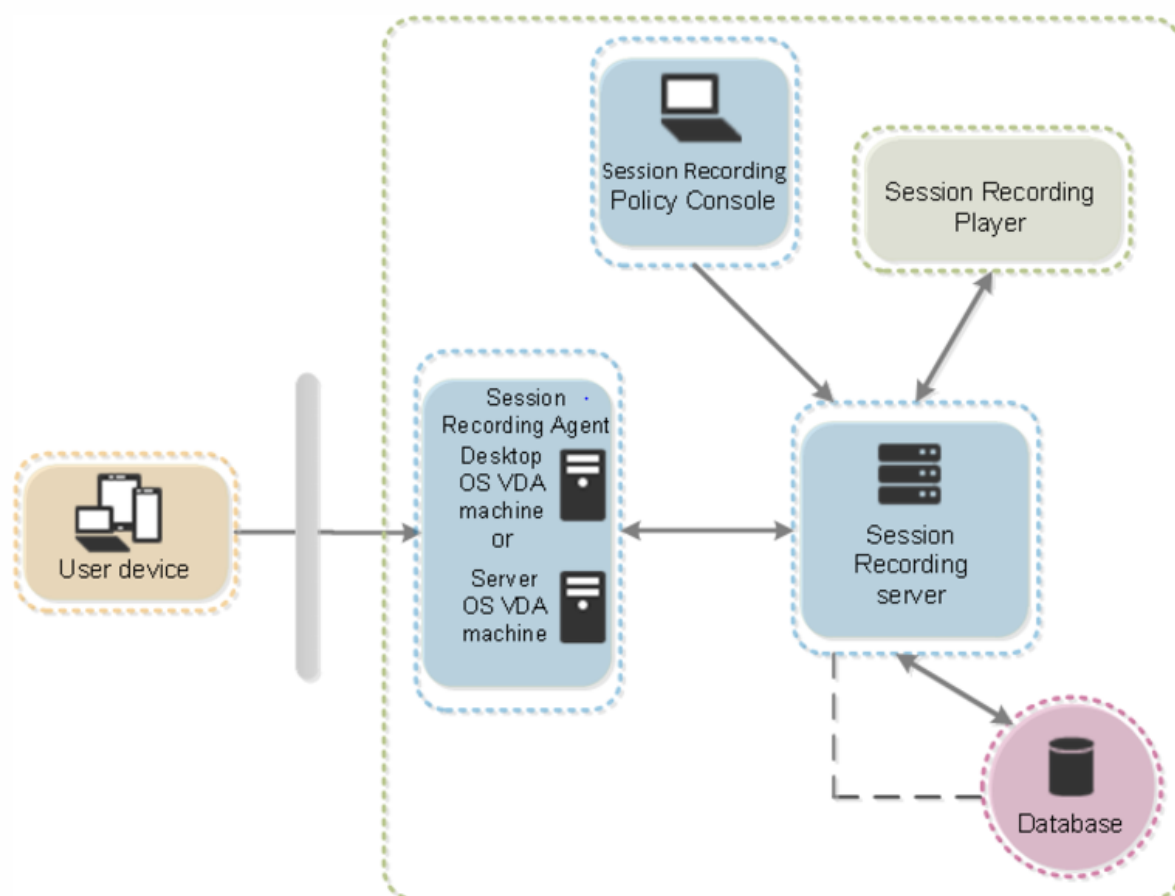 Session Recording
Policy Console
Session Recording
Player
Session
Recording Agent
Desktop
OS VDA
machine
or
Server
OS VDA
machine
User device
Session
Recording
server
Database